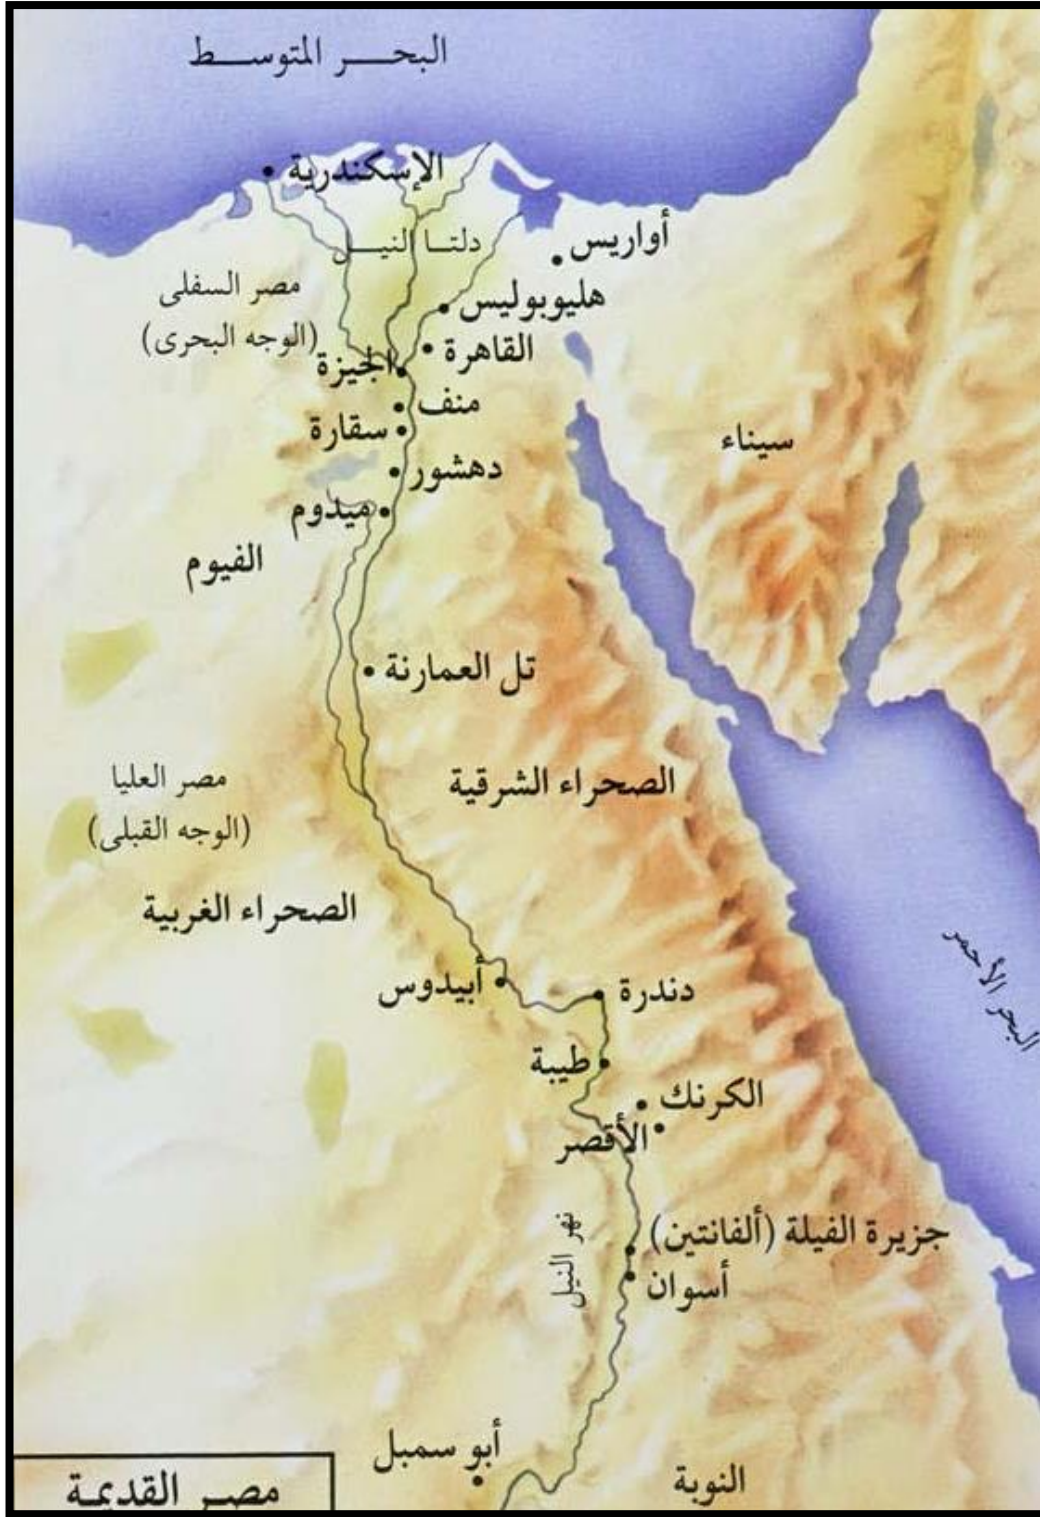 البحر المتوسط
الإسكندرية
دلتا النيل
أواريس
مصر السفلى
(الوجه البحرى)
هليوبوليس
القاهرة
الجيزة
منف
سقارة
سيناء
دهشور
ميدوم
الفيوم
تل العمارنة
مصر العليا
(الوجه القبلى)
الصحراء الشرقية
الصحراء الغربية
البحر الأحمر
أبيدوس
دندرة
طيبة
الكرنك
الأقصر
نهر النيل
جزيرة الفيلة (ألفانتين)
أسوان
أبو سمبل
النوبة
مصر القديمة